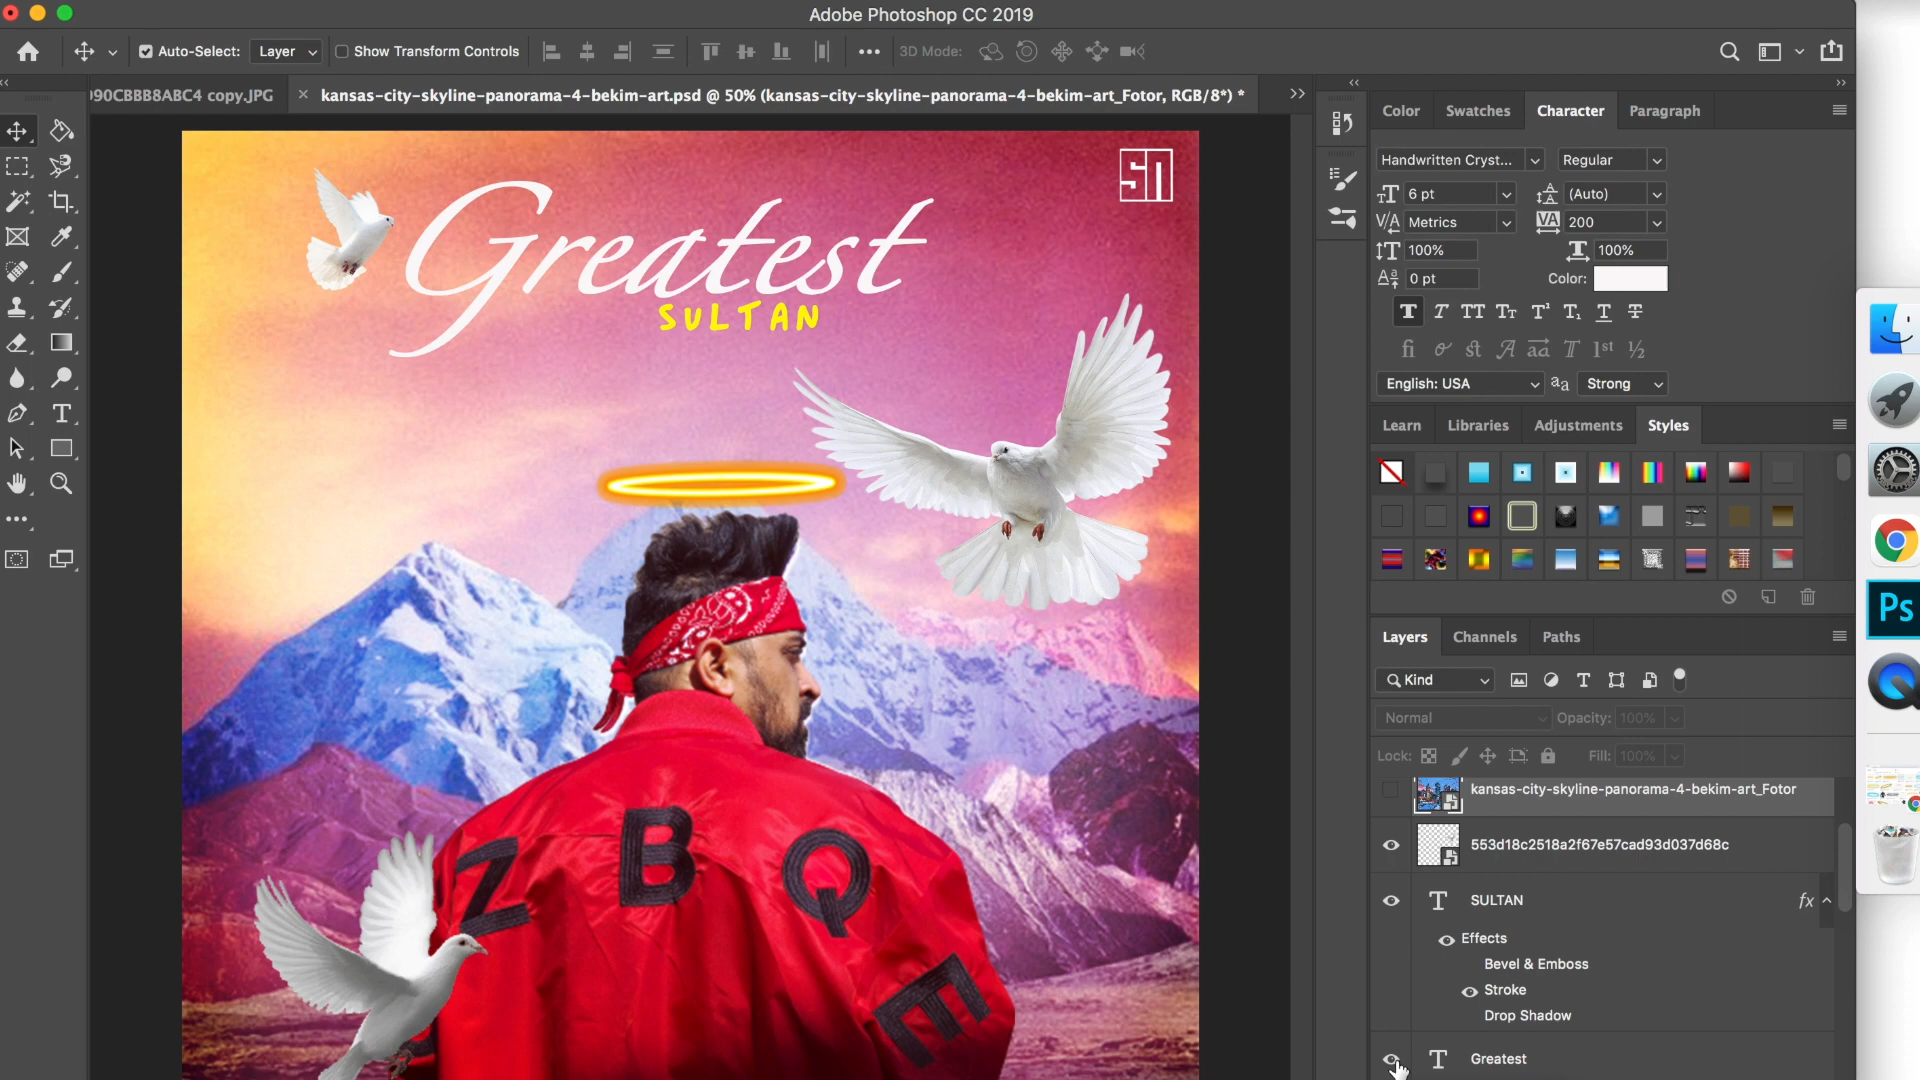 Adobe Photoshop CC 2019
Auto-Select: Layer Show Transform Controls 3D Mode:
090CBBB8ABC4 copy.JPG × kansas-city-skyline-panorama-4-bekim-art.psd @ 50% (kansas-city-skyline-panorama-4-bekim-art_Fotor, RGB/8*) *
Color Swatches Character Paragraph
Handwritten Cryst... Regular
6 pt (Auto)
Metrics 200
100% 100%
0 pt Color:
English: USA aa Strong
Learn Libraries Adjustments Styles
Layers Channels Paths
Kind
Normal Opacity: 100%
Lock: Fill: 100%
kansas-city-skyline-panorama-4-bekim-art_Fotor
553d18c2518a2f67e57cad93d037d68c
SULTAN fx
Effects
Bevel & Emboss
Stroke
Drop Shadow
Greatest
SN
Greatest
SULTAN
Z B Q E
Ps